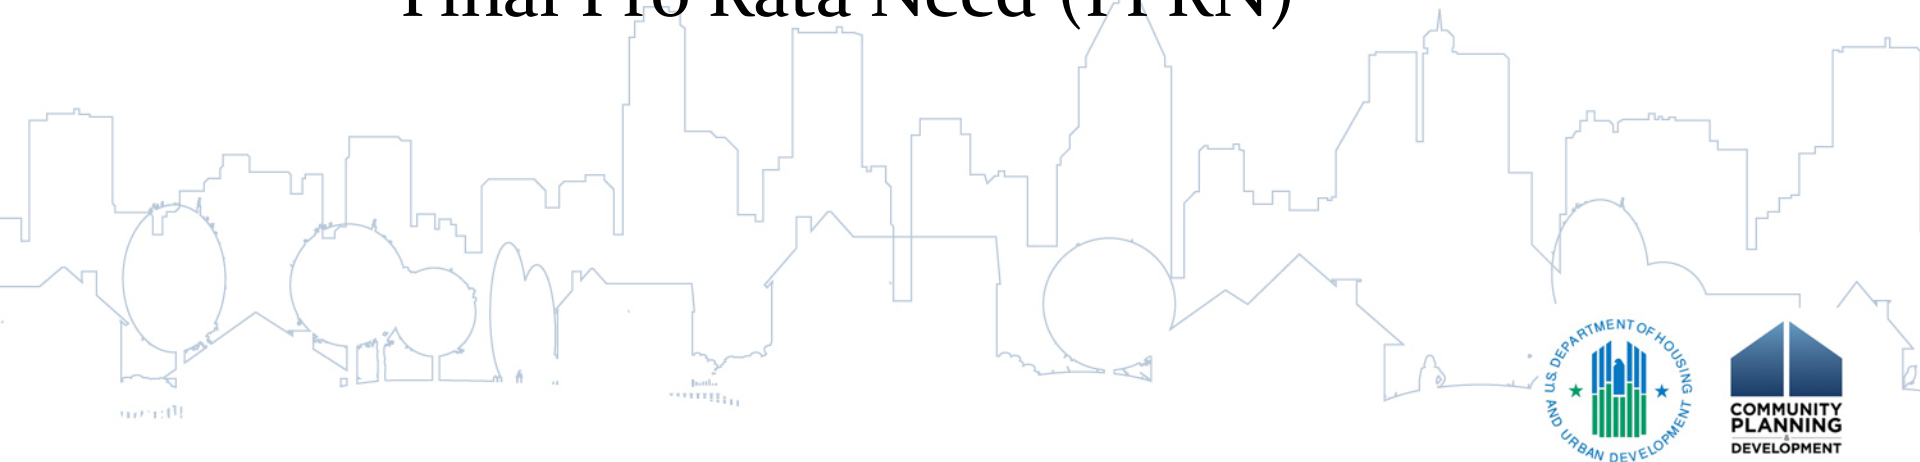 Final Pro Rata Need (FPRN)
U.S. DEPARTMENT OF HOUSING
AND URBAN DEVELOPMENT
COMMUNITY
PLANNING
&
DEVELOPMENT